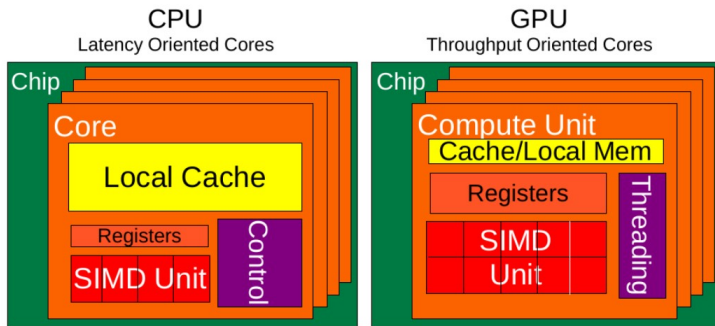 CPU
Latency Oriented Cores
Chip
Core
Local Cache
Registers
SIMD Unit
Control
GPU
Throughput Oriented Cores
Chip
Compute Unit
Cache/Local Mem
Registers
SIMD
Unit
Threading